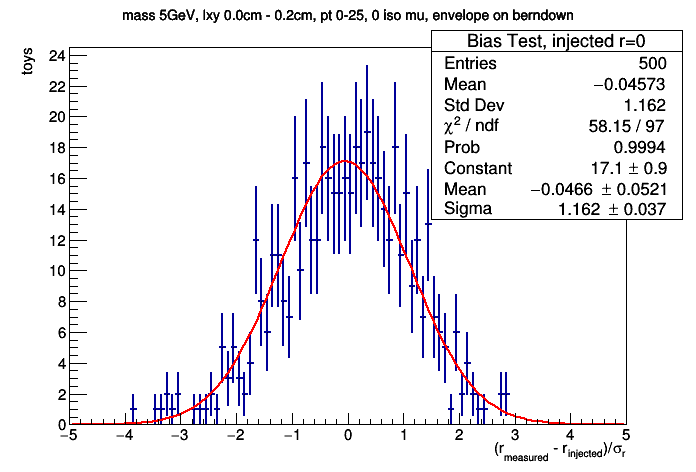 mass 5GeV, lxy 0.0cm - 0.2cm, pt 0-25, 0 iso mu, envelope on berndown
Bias Test, injected r=0
Entries 500
Mean −0.04573
Std Dev 1.162
χ² / ndf 58.15 / 97
Prob 0.9994
Constant 17.1 ± 0.9
Mean −0.0466 ± 0.0521
Sigma 1.162 ± 0.037
toys
24
22
20
18
16
14
12
10
8
6
4
2
0
−5 −4 −3 −2 −1 0 1 2 3 4 5
(r_measured - r_injected)/σ_r